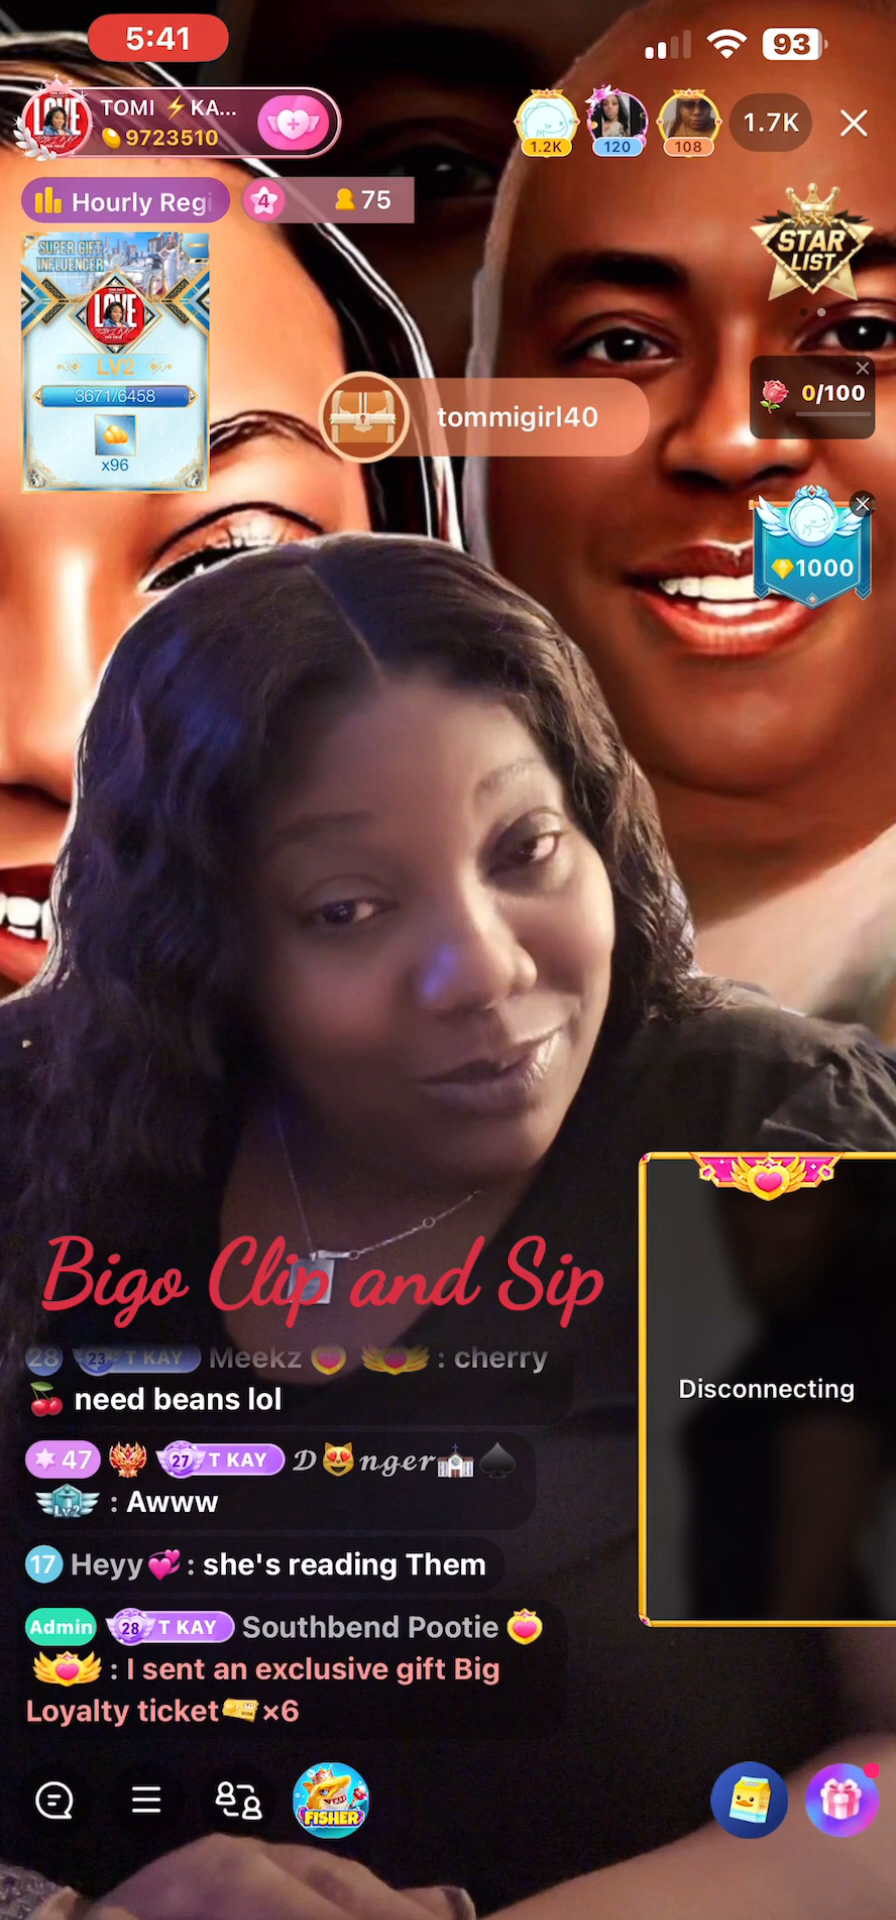 5:41
93
TOMI ⚡KA...
9723510
1.2K
120
108
1.7K
Hourly Regi
4
75
SUPER GIFT
INFLUENCER
LOVE
STAR
LIST
LV2
3671/6458
x96
tommigirl40
0/100
1000
Bigo Clip and Sip
Disconnecting
28 23 T KAY Meekz 💗 : cherry
🍒 need beans lol
47 27 T KAY 𝓓😻𝓷𝓰𝓮𝓻💒♠️
Lv2 : Awww
17 Heyy💞: she's reading Them
Admin 28 T KAY Southbend Pootie
: I sent an exclusive gift Big
Loyalty ticket🎫×6
FISHER